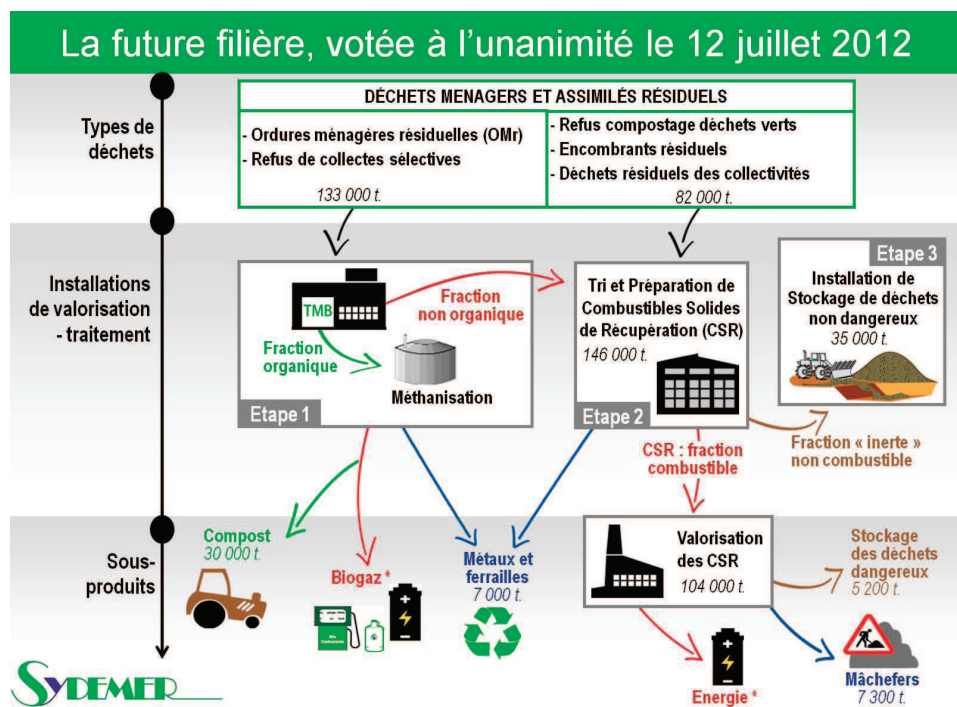 La future filière, votée à l'unanimité le 12 juillet 2012
Types de
déchets
DÉCHETS MENAGERS ET ASSIMILÉS RÉSIDUELS
- Ordures ménagères résiduelles (OMr)
- Refus de collectes sélectives
133 000 t.
- Refus compostage déchets verts
- Encombrants résiduels
- Déchets résiduels des collectivités
82 000 t.
Installations
de valorisation
- traitement
TMB
Fraction
non organique
Fraction
organique
Méthanisation
Etape 1
Tri et Préparation de
Combustibles Solides
de Récupération (CSR)
146 000 t.
Etape 2
Etape 3
Installation de
Stockage de déchets
non dangereux
35 000 t.
CSR : fraction
combustible
Fraction « inerte »
non combustible
Sous-
produits
Compost
30 000 t.
Biogaz *
Métaux et
ferrailles
7 000 t.
Valorisation
des CSR
104 000 t.
Stockage
des déchets
dangereux
5 200 t.
Energie *
Mâchefers
7 300 t.
SYDEMER